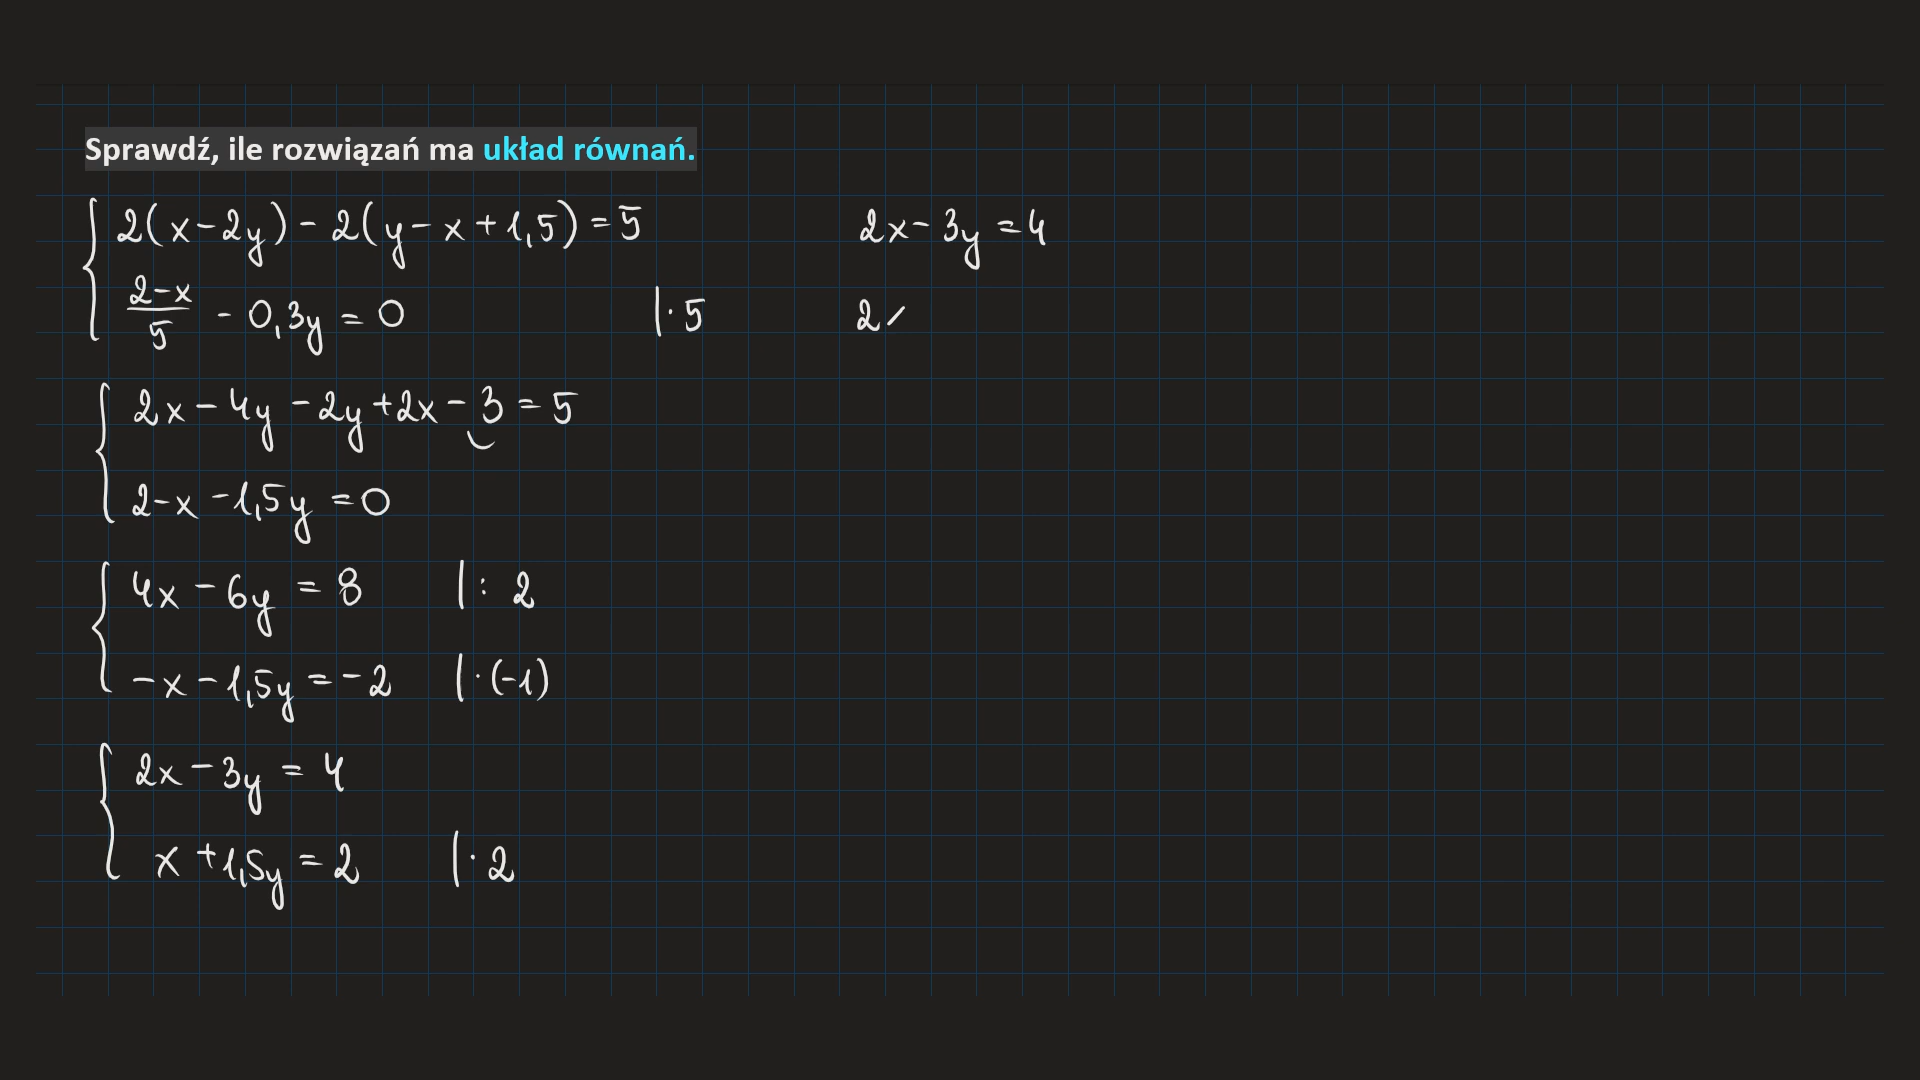 Sprawdź, ile rozwiązań ma układ równań.
2(x-2y)-2(y-x+1,5)=5
2-x/5 - 0,3y = 0 |·5
2x-4y-2y+2x-3=5
2-x-1,5y=0
4x-6y=8 |:2
-x-1,5y=-2 |·(-1)
2x-3y=4
x+1,5y=2 |·2
2x-3y=4
2